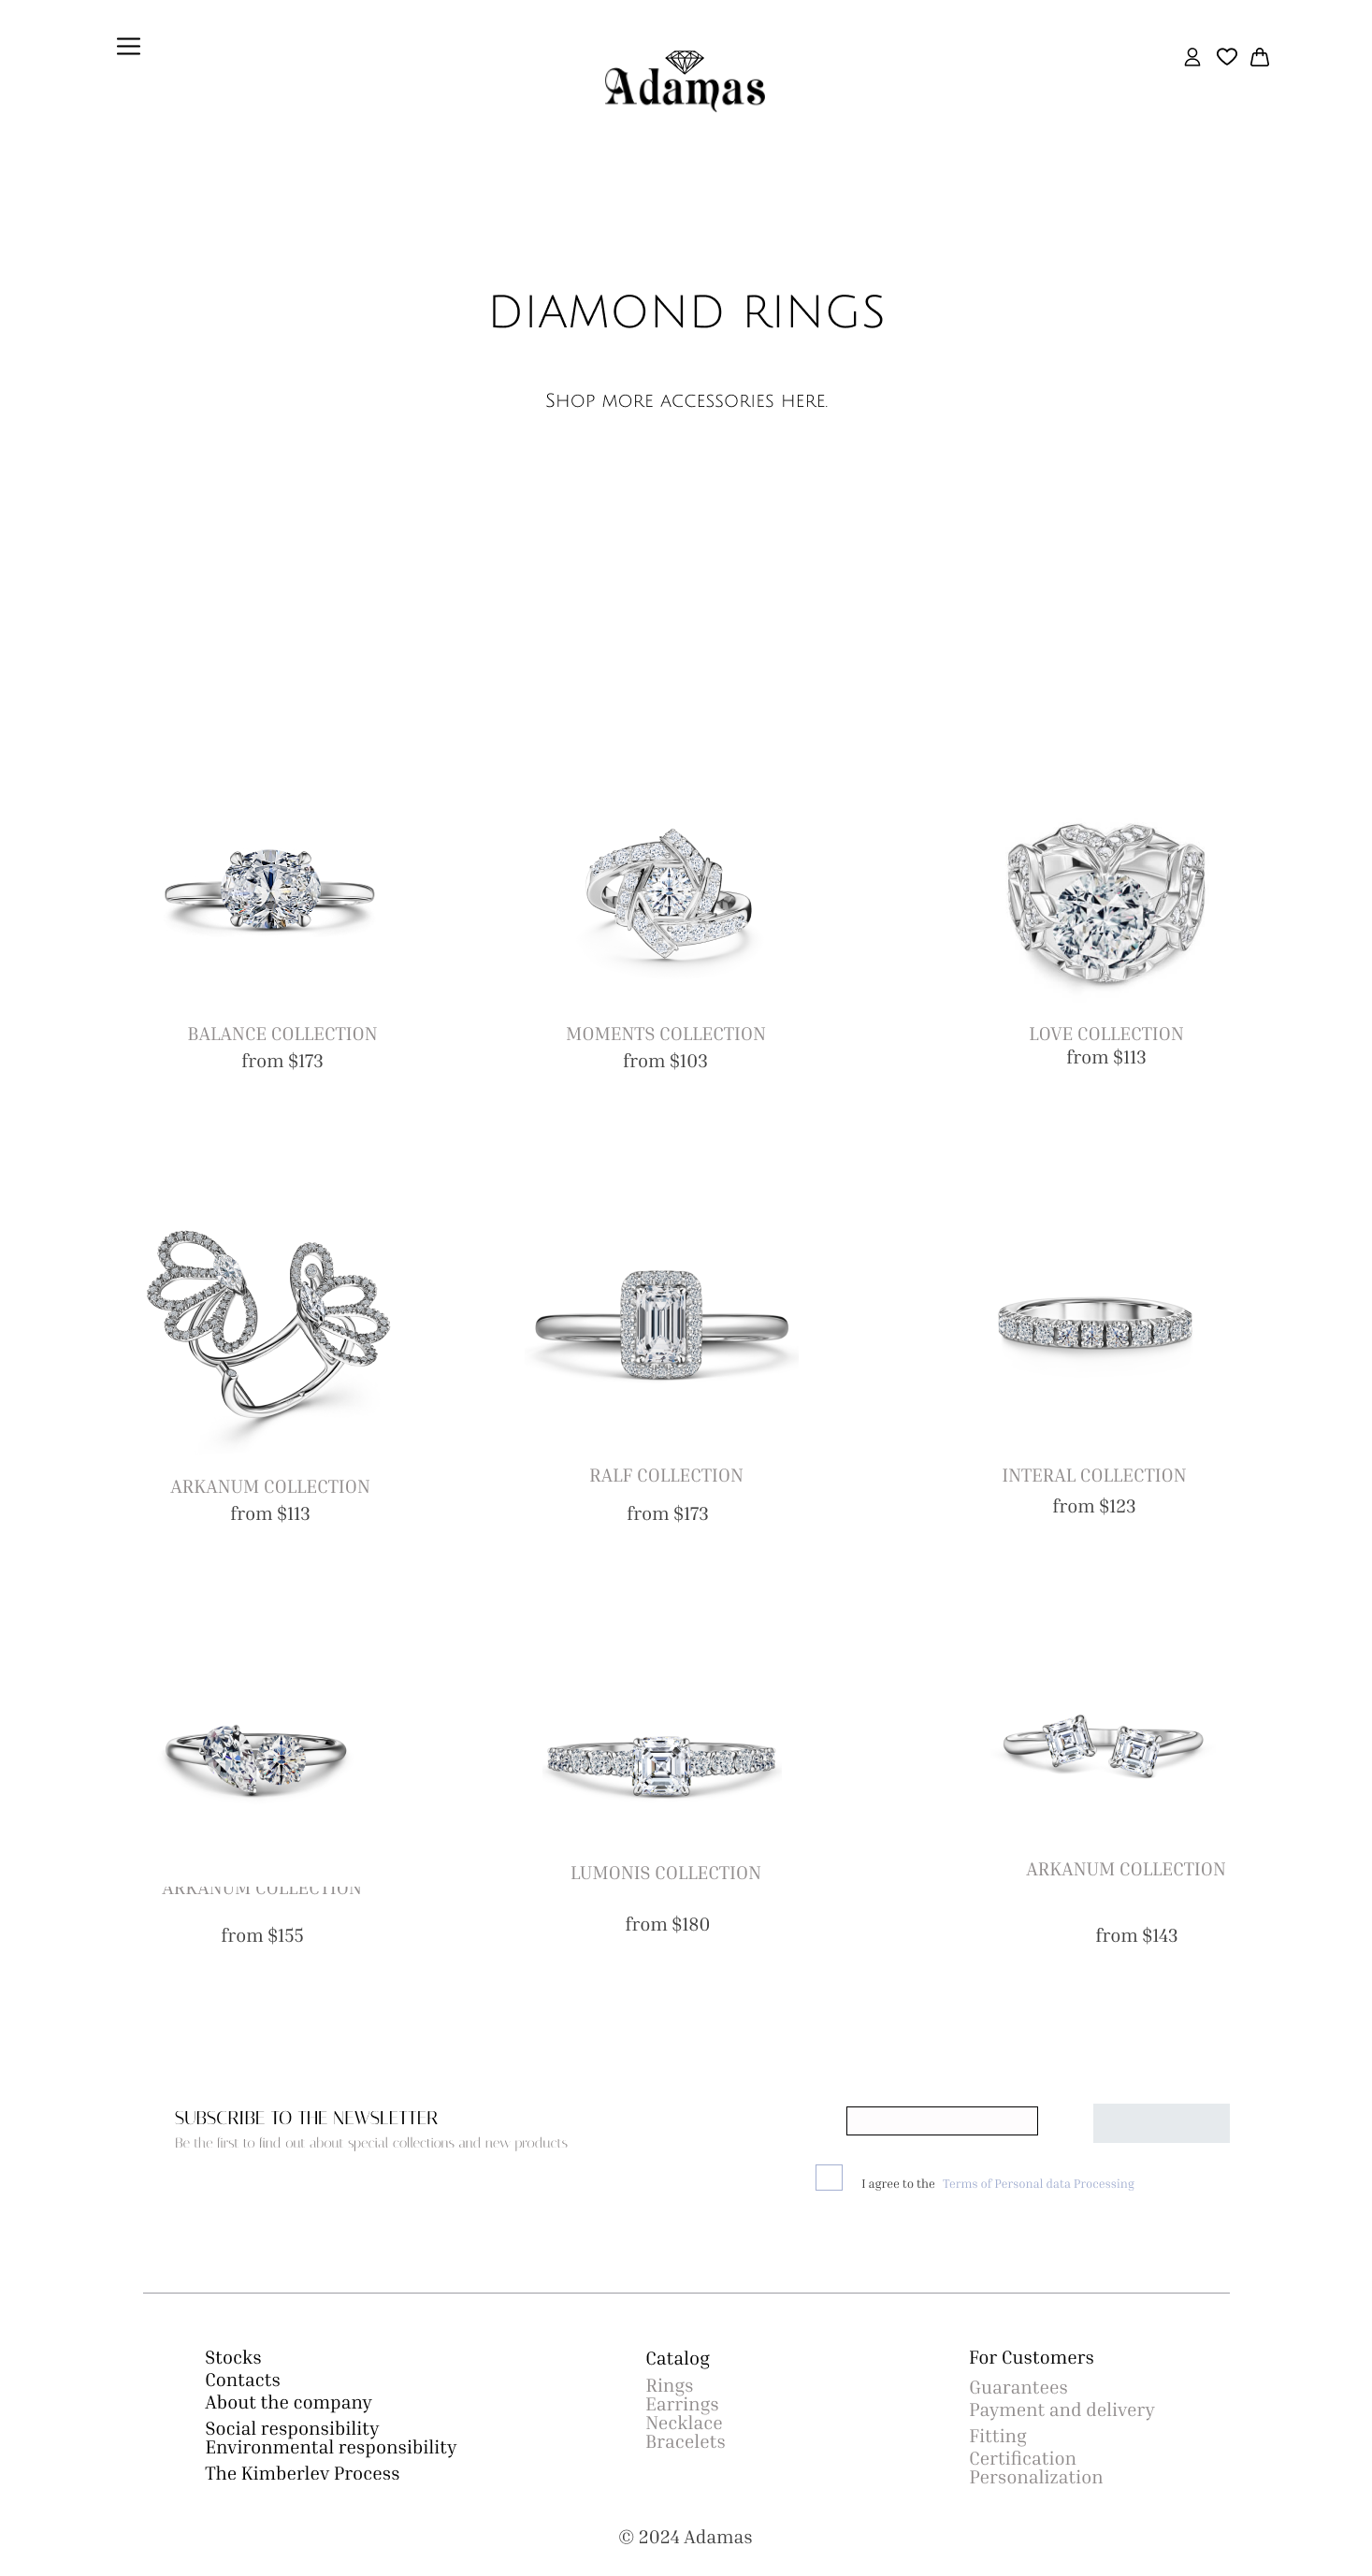 Adamas
DIAMOND RINGS
Shop more accessories here.
BALANCE COLLECTION
from $173
MOMENTS COLLECTION
from $103
LOVE COLLECTION
from $113
ARKANUM COLLECTION
from $113
RALF COLLECTION
from $173
INTERAL COLLECTION
from $123
ARKANUM COLLECTION
from $155
LUMONIS COLLECTION
from $180
ARKANUM COLLECTION
from $143
SUBSCRIBE TO THE NEWSLETTER
Be the first to find out about special collections and new products
I agree to the Terms of Personal data Processing
Stocks
Contacts
About the company
Social responsibility
Environmental responsibility
The Kimberley Process
Catalog
Rings
Earrings
Necklace
Bracelets
For Customers
Guarantees
Payment and delivery
Fitting
Certification
Personalization
© 2024 Adamas